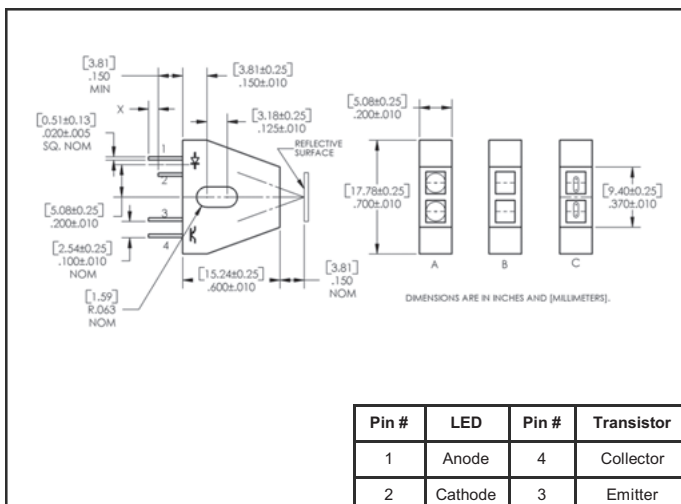 [3.81]
.150
MIN
[3.81±0.25]
.150±.010
X
[3.18±0.25]
.125±.010
[0.51±0.13]
.020±.005
SQ. NOM
REFLECTIVE
SURFACE
1
2
3
4
[5.08±0.25]
.200±.010
[2.54±0.25]
.100±.010
NOM
[1.59]
R.063
NOM
[15.24±0.25]
.600±.010
[3.81]
.150
NOM
[5.08±0.25]
.200±.010
[17.78±0.25]
.700±.010
[9.40±0.25]
.370±.010
A B C
DIMENSIONS ARE IN INCHES AND [MILLIMETERS].
Pin # LED Pin # Transistor
1 Anode 4 Collector
2 Cathode 3 Emitter